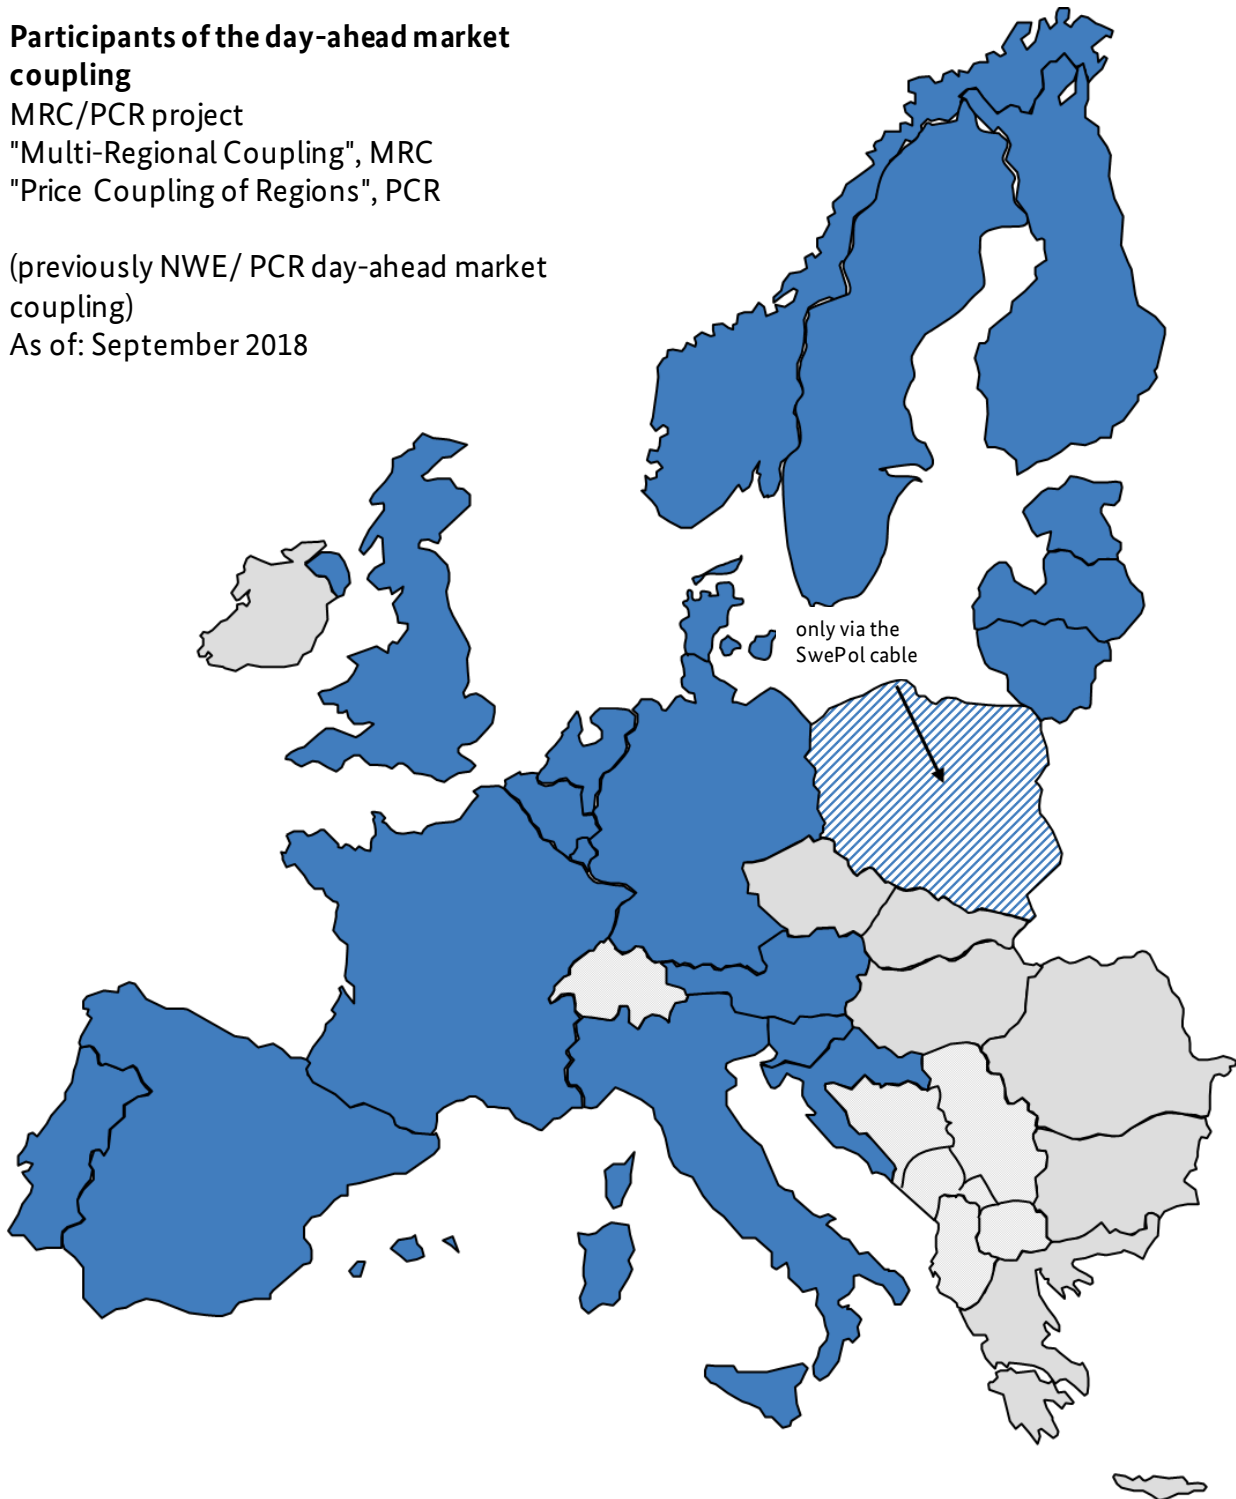 Participants of the day-ahead market
coupling
MRC/PCR project
"Multi-Regional Coupling", MRC
"Price Coupling of Regions", PCR
(previously NWE/ PCR day-ahead market
coupling)
As of: September 2018
only via the
SwePol cable